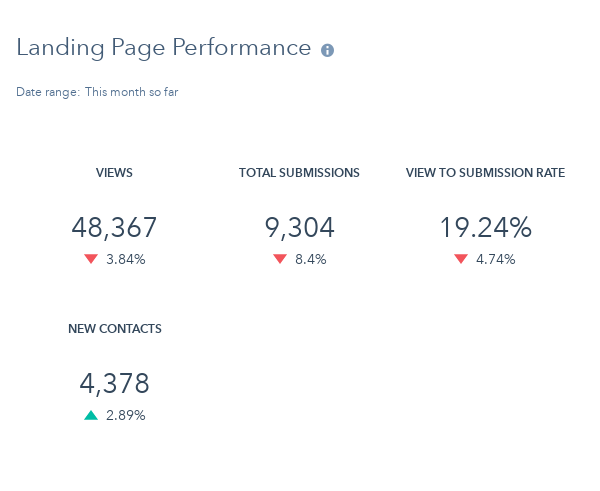 Landing Page Performance
Date range: This month so far
VIEWS
48,367
3.84%
TOTAL SUBMISSIONS
9,304
8.4%
VIEW TO SUBMISSION RATE
19.24%
4.74%
NEW CONTACTS
4,378
2.89%